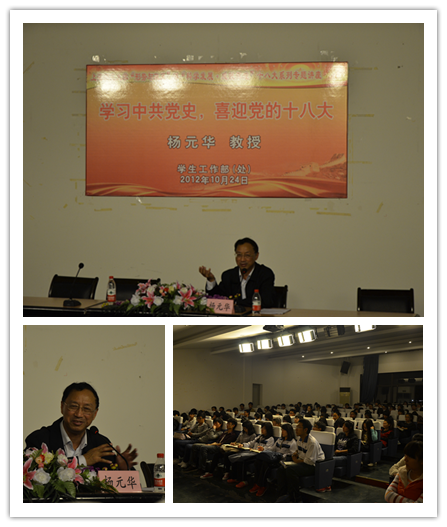 学习中共党史，喜迎党的十八大
杨元华 教授
学生工作部（处）
2012年10月24日
杨元华
杨元华